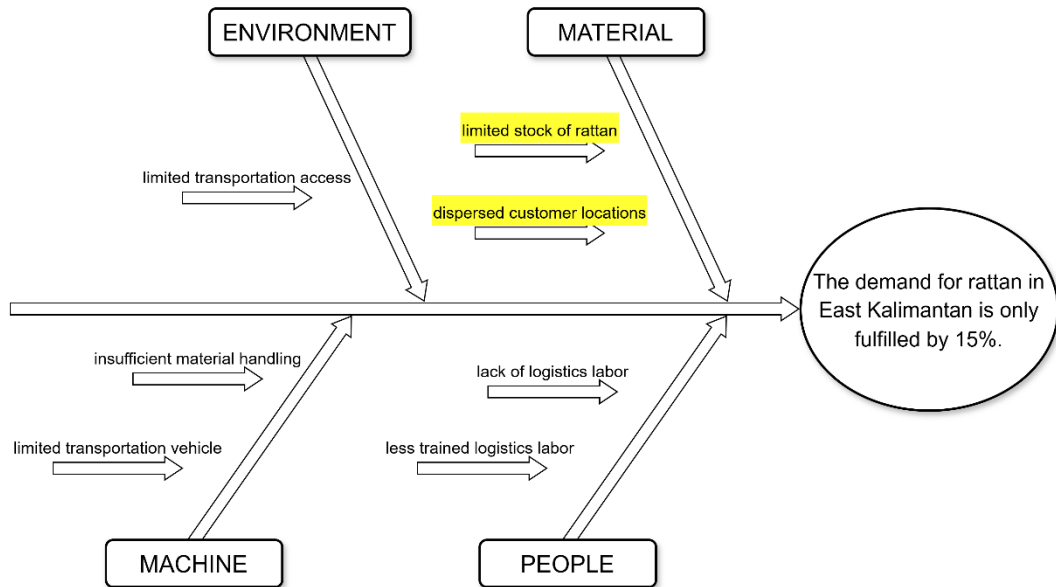 ENVIRONMENT
MATERIAL
limited stock of rattan
limited transportation access
dispersed customer locations
The demand for rattan in
East Kalimantan is only
fulfilled by 15%.
insufficient material handling
lack of logistics labor
limited transportation vehicle
less trained logistics labor
MACHINE
PEOPLE